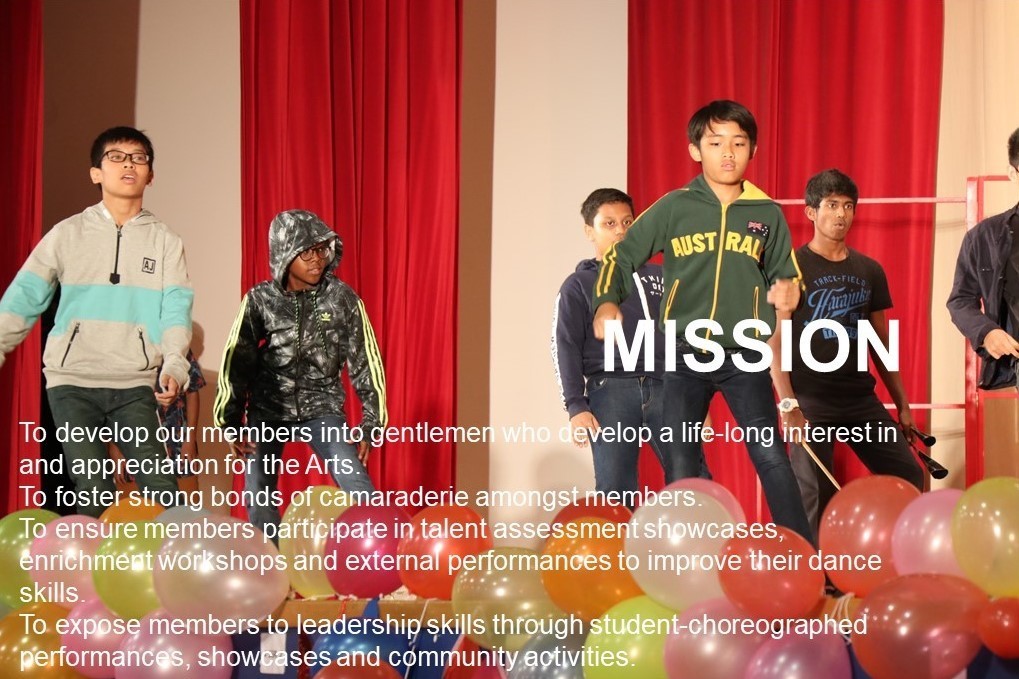 AJ
AUSTRAL
TRACK-FIELD
Harajuku
MISSION
To develop our members into gentlemen who develop a life-long interest in
and appreciation for the Arts.
To foster strong bonds of camaraderie amongst members.
To ensure members participate in talent assessment showcases,
enrichment workshops and external performances to improve their dance
skills.
To expose members to leadership skills through student-choreographed
performances, showcases and community activities.